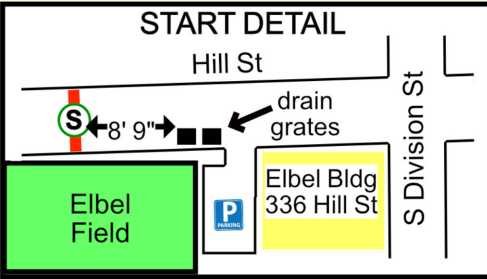 START DETAIL
Hill St
S Division St
S
8' 9"
drain
grates
Elbel
Field
P
PARKING
Elbel Bldg
336 Hill St